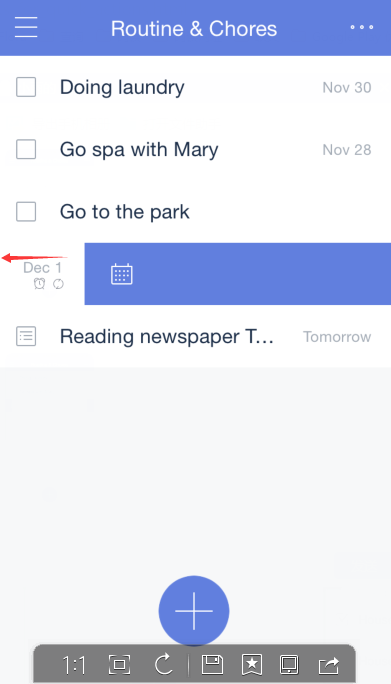 Routine & Chores
Doing laundry Nov 30
Go spa with Mary Nov 28
Go to the park
Dec 1
Reading newspaper T... Tomorrow
1:1